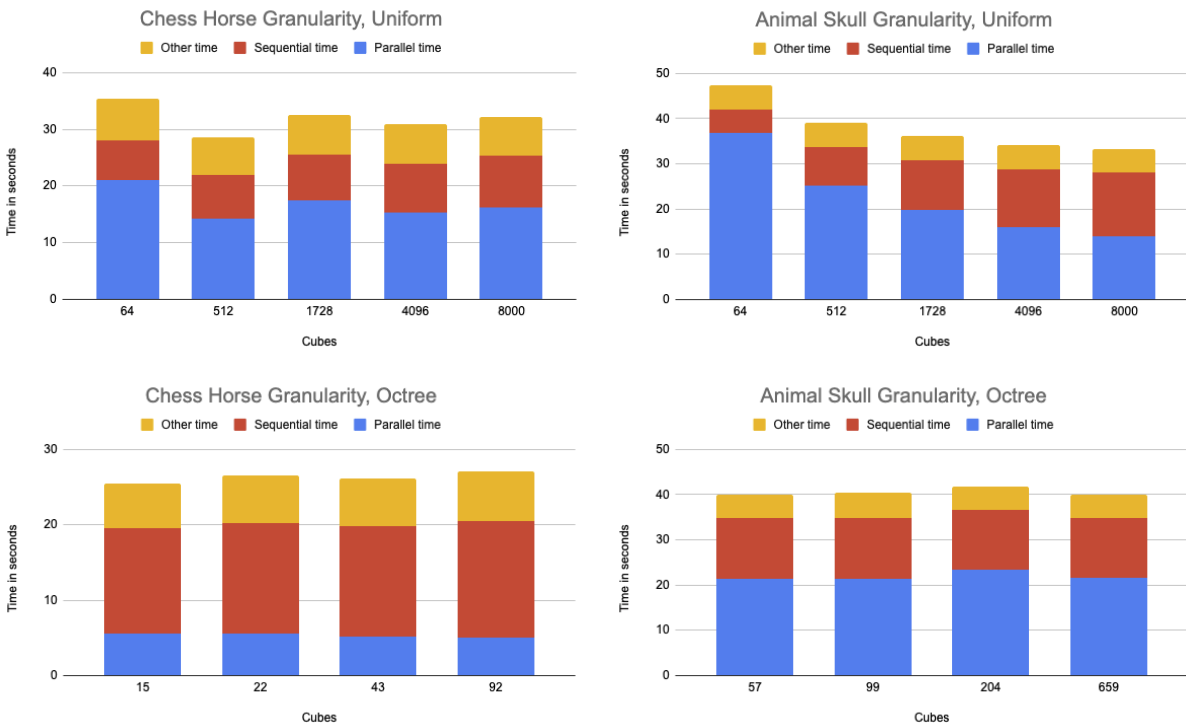 Chess Horse Granularity, Uniform
Other time Sequential time Parallel time
Time in seconds
40
30
20
10
0
64 512 1728 4096 8000
Cubes
Animal Skull Granularity, Uniform
Other time Sequential time Parallel time
Time in seconds
50
40
30
20
10
0
64 512 1728 4096 8000
Cubes
Chess Horse Granularity, Octree
Other time Sequential time Parallel time
Time in seconds
30
20
10
0
15 22 43 92
Cubes
Animal Skull Granularity, Octree
Other time Sequential time Parallel time
Time in seconds
50
40
30
20
10
0
57 99 204 659
Cubes